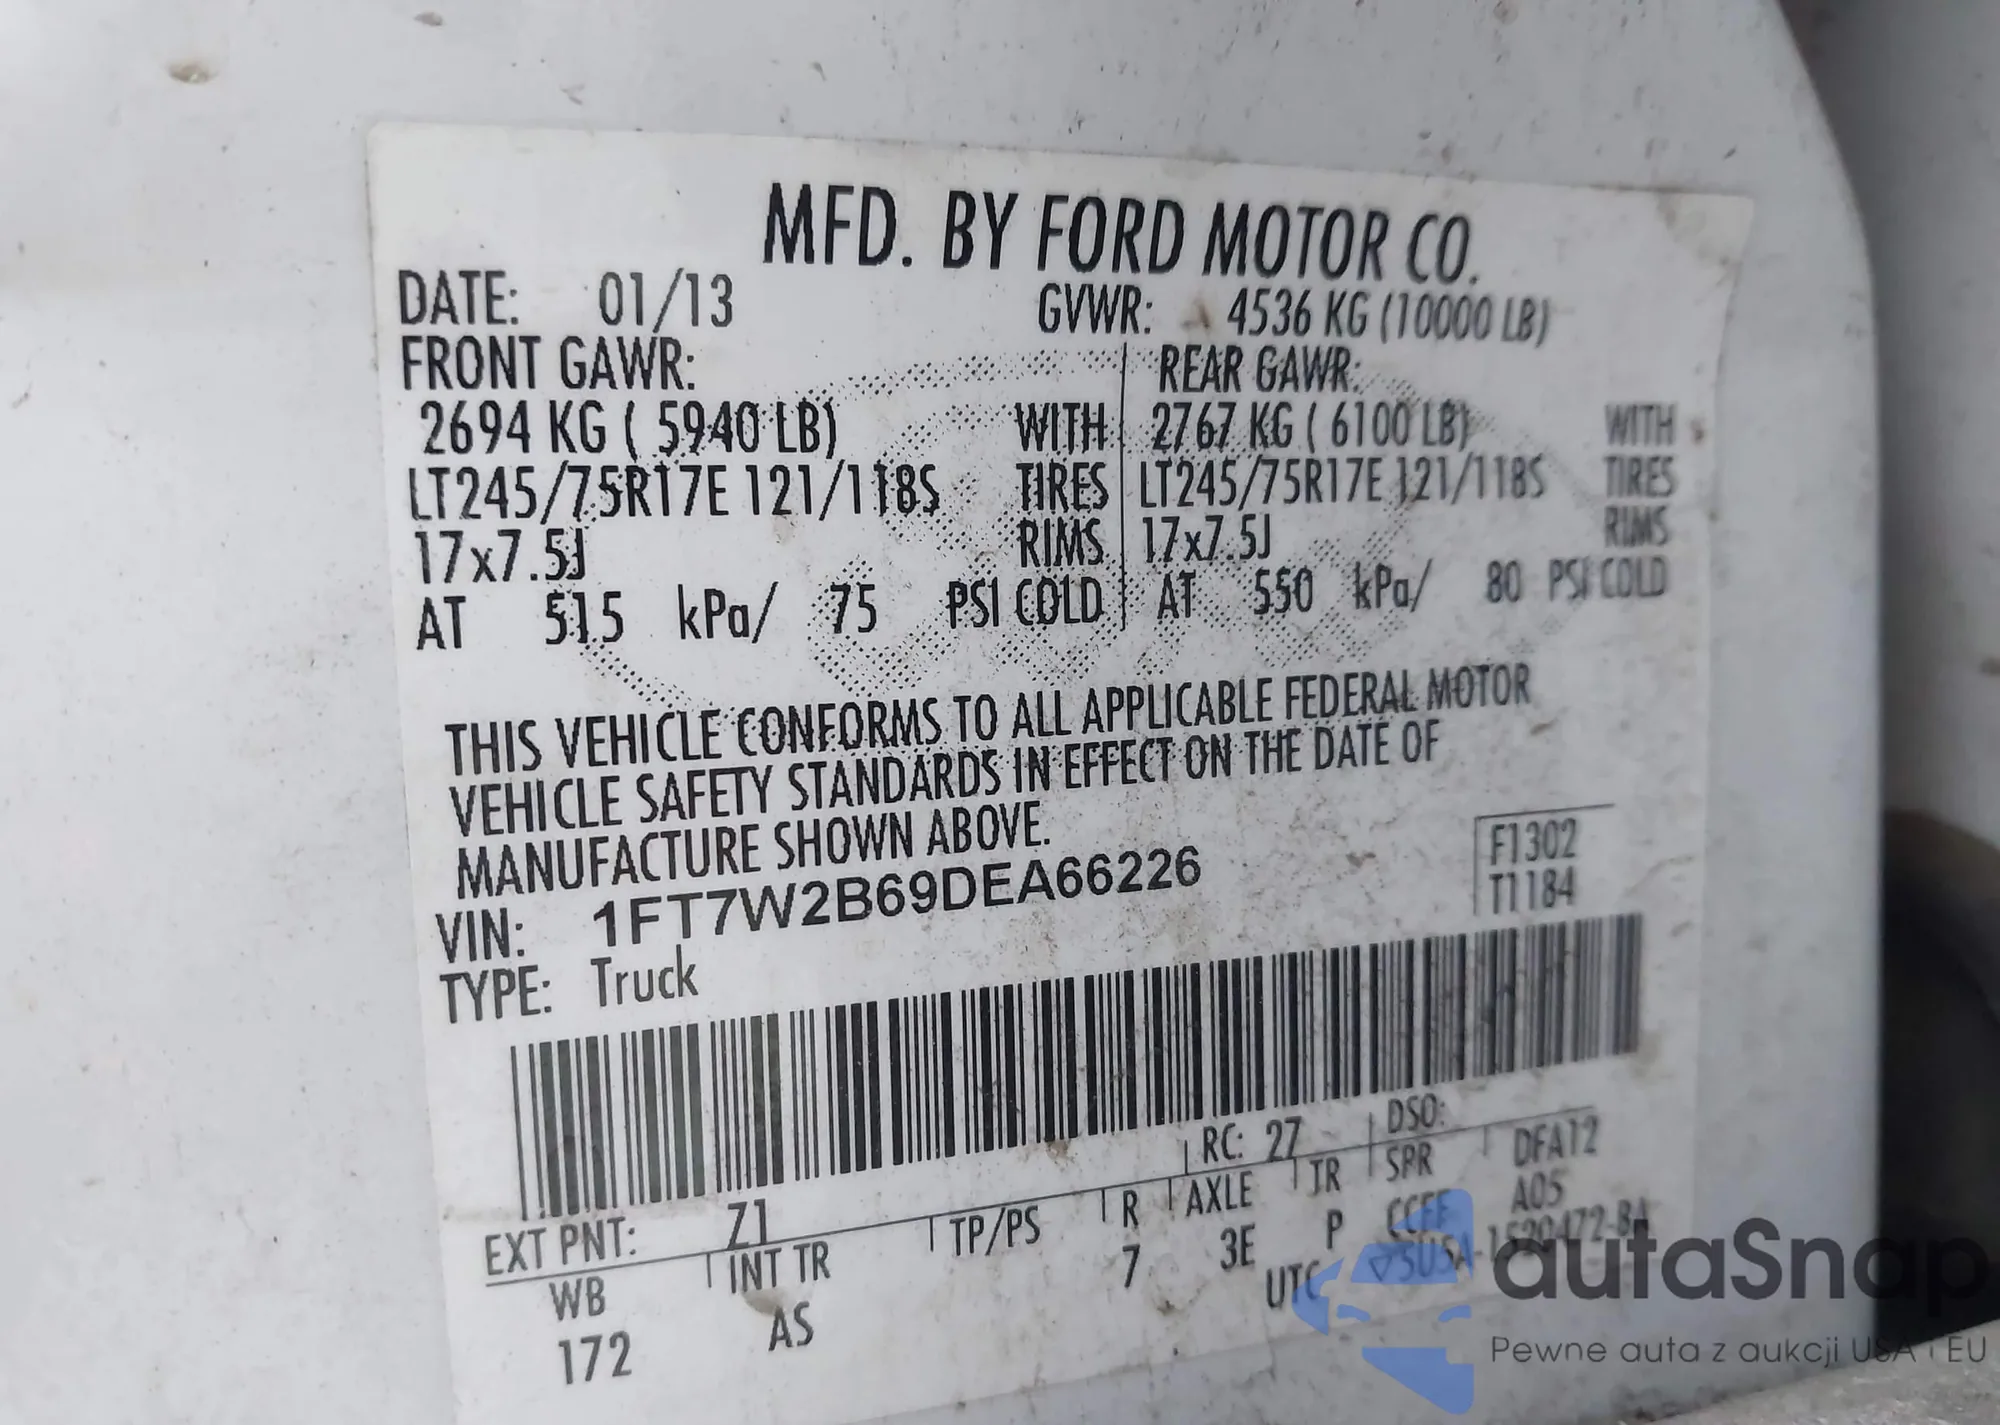 MFD. BY FORD MOTOR CO.
DATE: 01/13 GVWR: 4536 KG (10000 LB)
FRONT GAWR: REAR GAWR:
2694 KG ( 5940 LB) WITH 2767 KG ( 6100 LB) WITH
LT245/75R17E 121/118S TIRES LT245/75R17E 121/118S TIRES
17x7.5J RIMS 17x7.5J RIMS
AT 515 kPa/ 75 PSI COLD AT 550 kPa/ 80 PSI COLD
THIS VEHICLE CONFORMS TO ALL APPLICABLE FEDERAL MOTOR
VEHICLE SAFETY STANDARDS IN EFFECT ON THE DATE OF
MANUFACTURE SHOWN ABOVE.
VIN: 1FT7W2B69DEA66226
TYPE: Truck
F1302
T1184
EXT PNT: Z1 RC: 27 DSO:
WB INT TR TP/PS R AXLE TR SPR DFA12
172 AS 7 3E P CCFF A05
UTC
autaSnap
Pewne auta z aukcji USA i EU